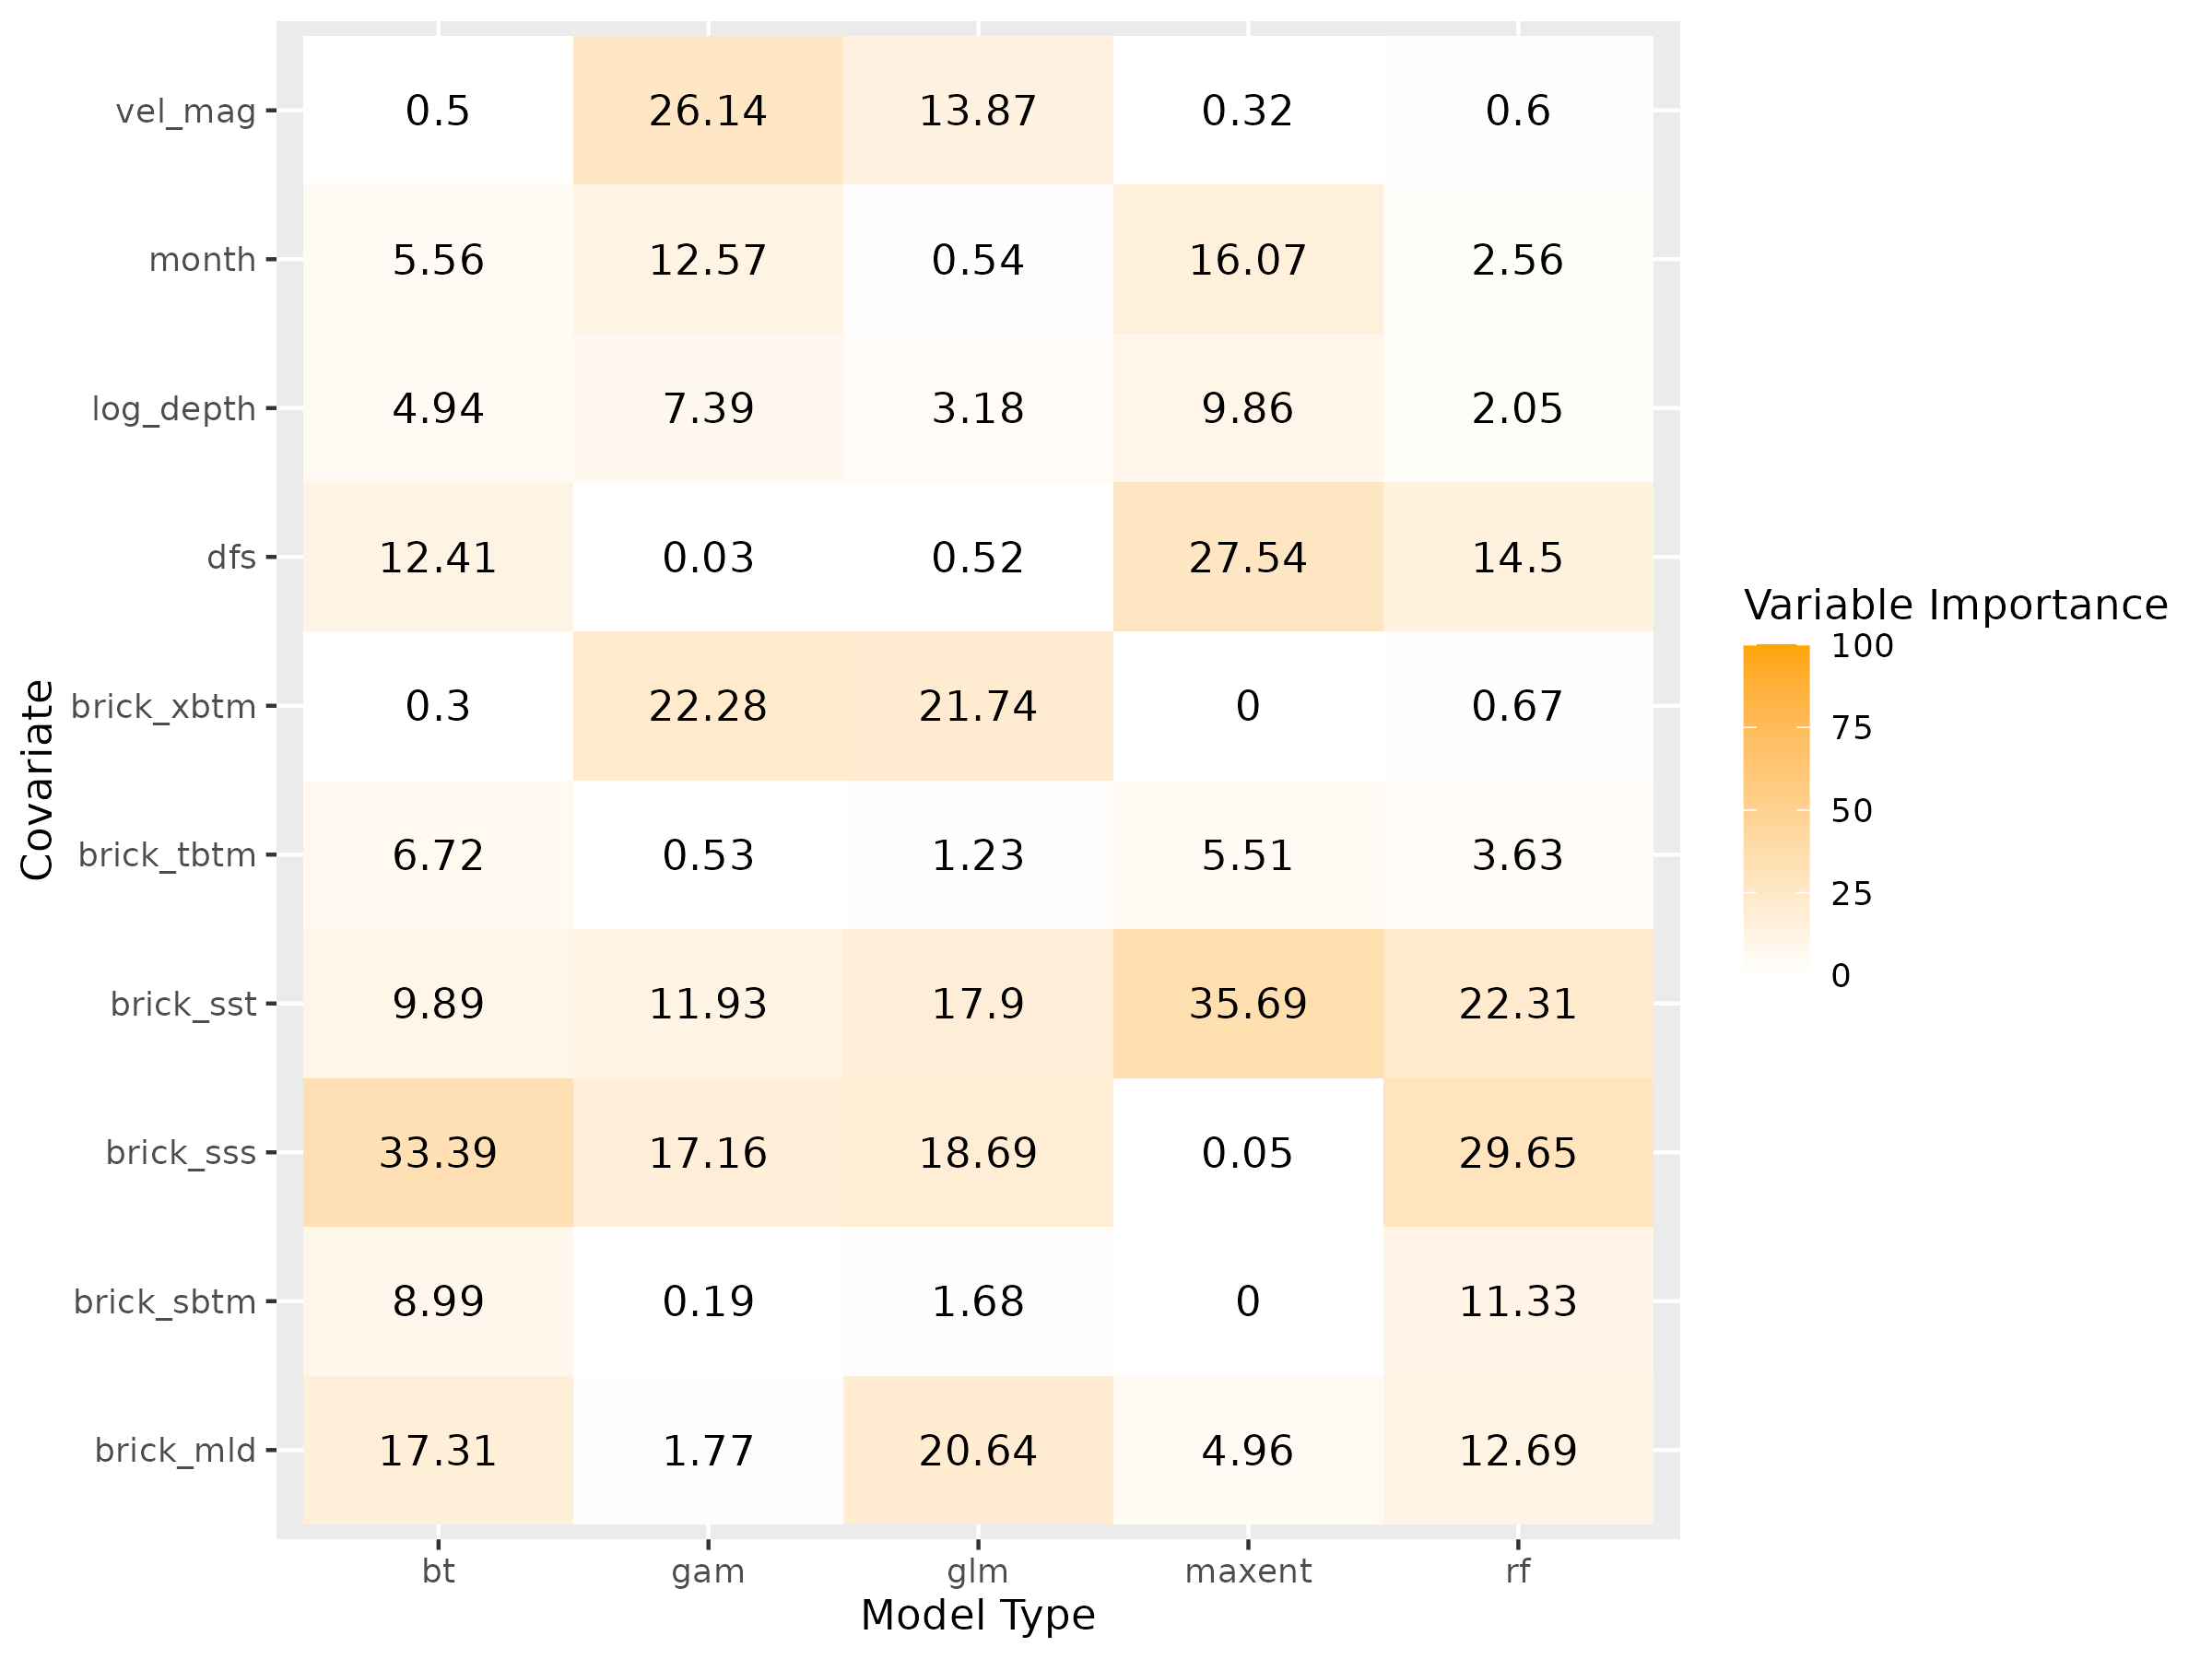 vel_mag 0.5 26.14 13.87 0.32 0.6
month 5.56 12.57 0.54 16.07 2.56
log_depth 4.94 7.39 3.18 9.86 2.05
dfs 12.41 0.03 0.52 27.54 14.5
brick_xbtm 0.3 22.28 21.74 0 0.67
brick_tbtm 6.72 0.53 1.23 5.51 3.63
brick_sst 9.89 11.93 17.9 35.69 22.31
brick_sss 33.39 17.16 18.69 0.05 29.65
brick_sbtm 8.99 0.19 1.68 0 11.33
brick_mld 17.31 1.77 20.64 4.96 12.69
bt gam glm maxent rf
Model Type
Covariate
Variable Importance
100
75
50
25
0